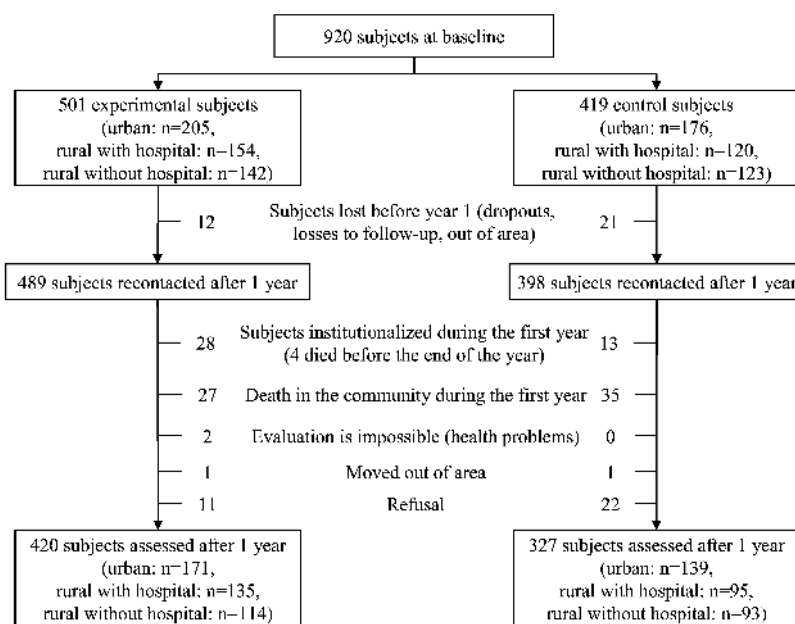 920 subjects at baseline
501 experimental subjects
(urban: n=205,
rural with hospital: n=154,
rural without hospital: n=142)
419 control subjects
(urban: n=176,
rural with hospital: n=120,
rural without hospital: n=123)
12 Subjects lost before year 1 (dropouts, 21
losses to follow-up, out of area)
489 subjects recontacted after 1 year
398 subjects recontacted after 1 year
28 Subjects institutionalized during the first year 13
(4 died before the end of the year)
27 Death in the community during the first year 35
2 Evaluation is impossible (health problems) 0
1 Moved out of area 1
11 Refusal 22
420 subjects assessed after 1 year
(urban: n=171,
rural with hospital: n=135,
rural without hospital: n=114)
327 subjects assessed after 1 year
(urban: n=139,
rural with hospital: n=95,
rural without hospital: n=93)